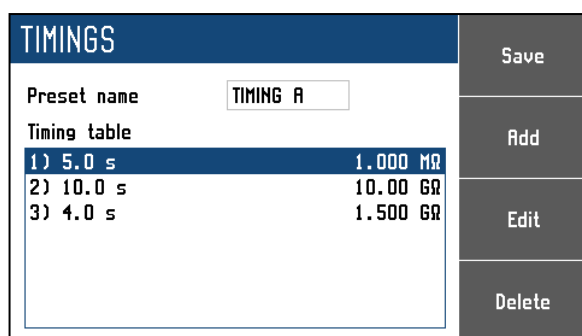 TIMINGS
Preset name TIMING A
Timing table
1) 5.0 s 1.000 MΩ
2) 10.0 s 10.00 GΩ
3) 4.0 s 1.500 GΩ
Save
Add
Edit
Delete